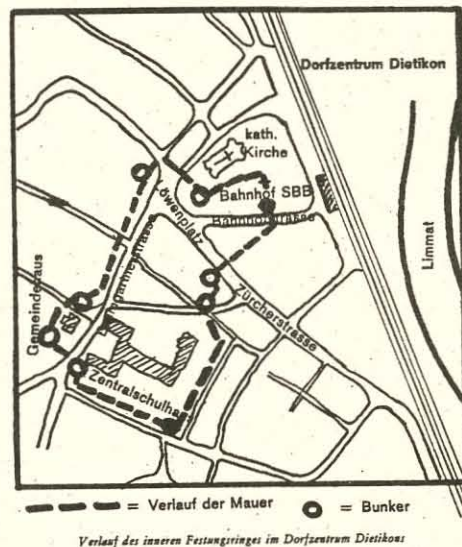 Dorfzentrum Dietikon
kath.
Kirche
Bahnhof SBB
Bahnhofstrasse
Löwenplatz
Limmat
Gemeindehaus
Zürcherstrasse
Zentralschulhaus
= Verlauf der Mauer
= Bunker
Verlauf des inneren Festungsringes im Dorfzentrum Dietikons